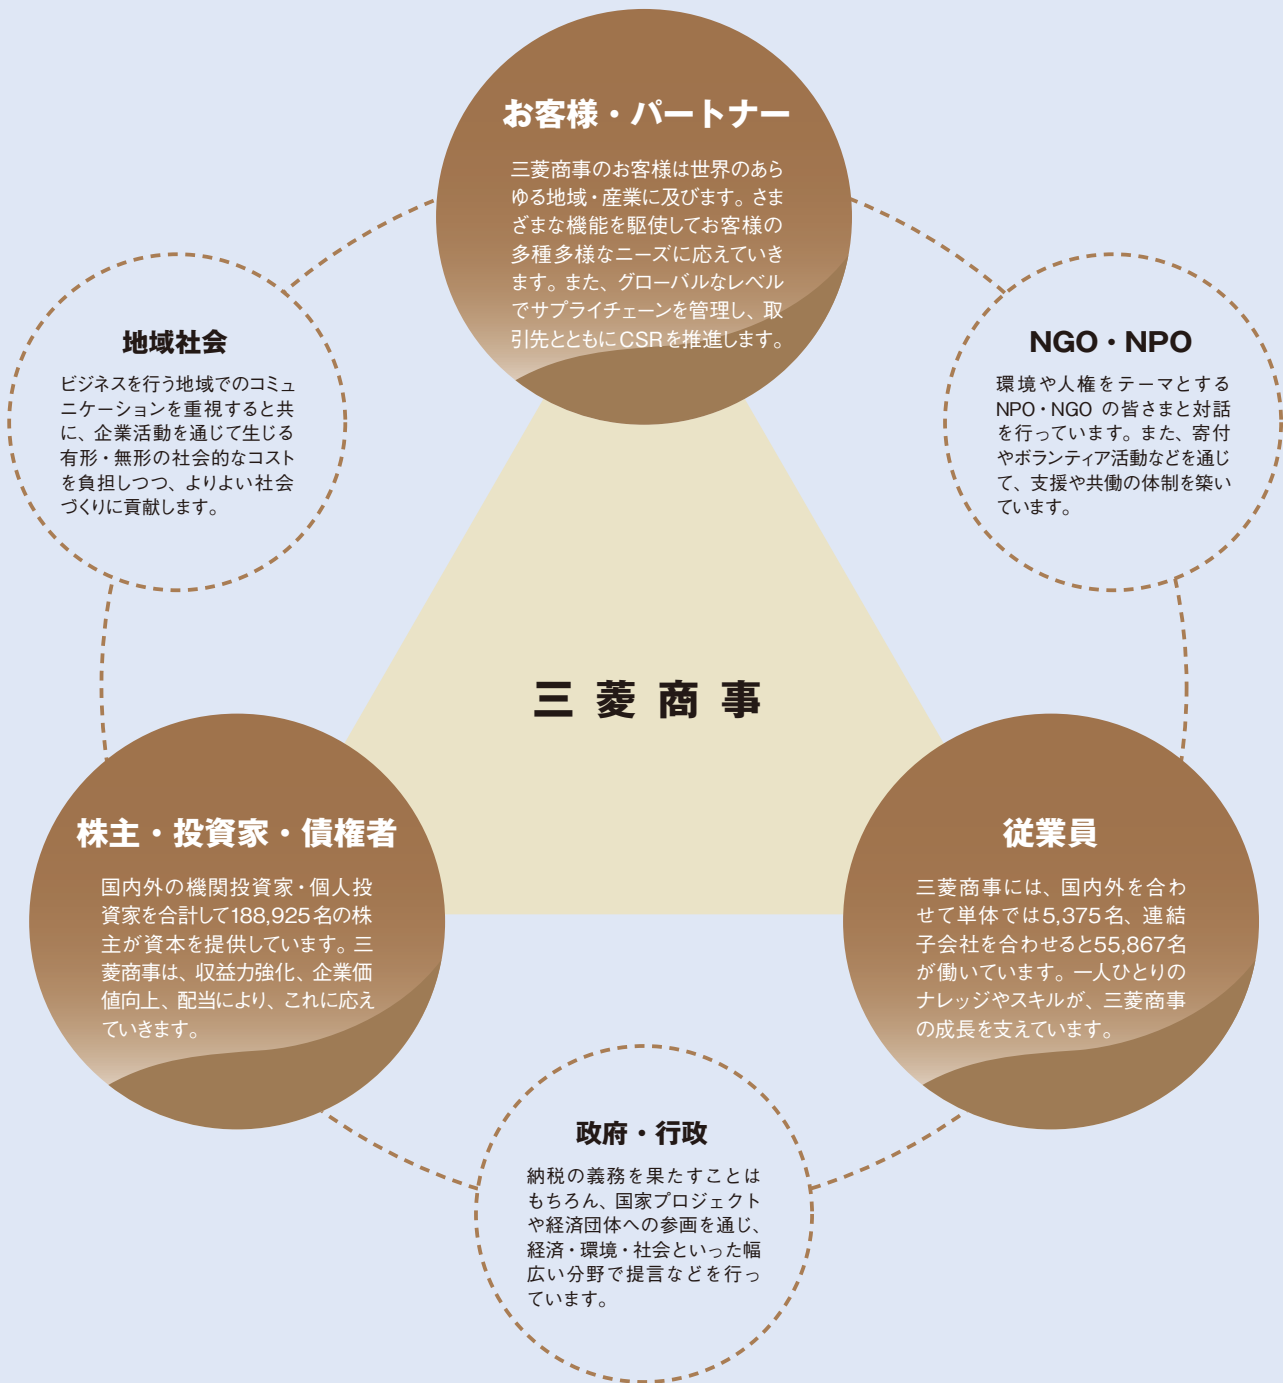 お客様・パートナー
三菱商事のお客様は世界のあら
ゆる地域・産業に及びます。さま
ざまな機能を駆使してお客様の
多種多様なニーズに応えていき
ます。また、グローバルなレベル
でサプライチェーンを管理し、取
引先とともにCSRを推進します。
地域社会
ビジネスを行う地域でのコミュ
ニケーションを重視すると共
に、企業活動を通じて生じる
有形・無形の社会的なコスト
を負担しつつ、よりよい社会
づくりに貢献します。
NGO・NPO
環境や人権をテーマとする
NPO・NGO の皆さまと対話
を行っています。また、寄付
やボランティア活動などを通じ
て、支援や共働の体制を築い
ています。
三菱商事
株主・投資家・債権者
国内外の機関投資家・個人投
資家を合計して188,925名の株
主が資本を提供しています。三
菱商事は、収益力強化、企業価
値向上、配当により、これに応え
ていきます。
従業員
三菱商事には、国内外を合わ
せて単体では5,375名、連結
子会社を合わせると55,867名
が働いています。一人ひとりの
ナレッジやスキルが、三菱商事
の成長を支えています。
政府・行政
納税の義務を果たすことは
もちろん、国家プロジェクト
や経済団体への参画を通じ、
経済・環境・社会といった幅
広い分野で提言などを行っ
ています。